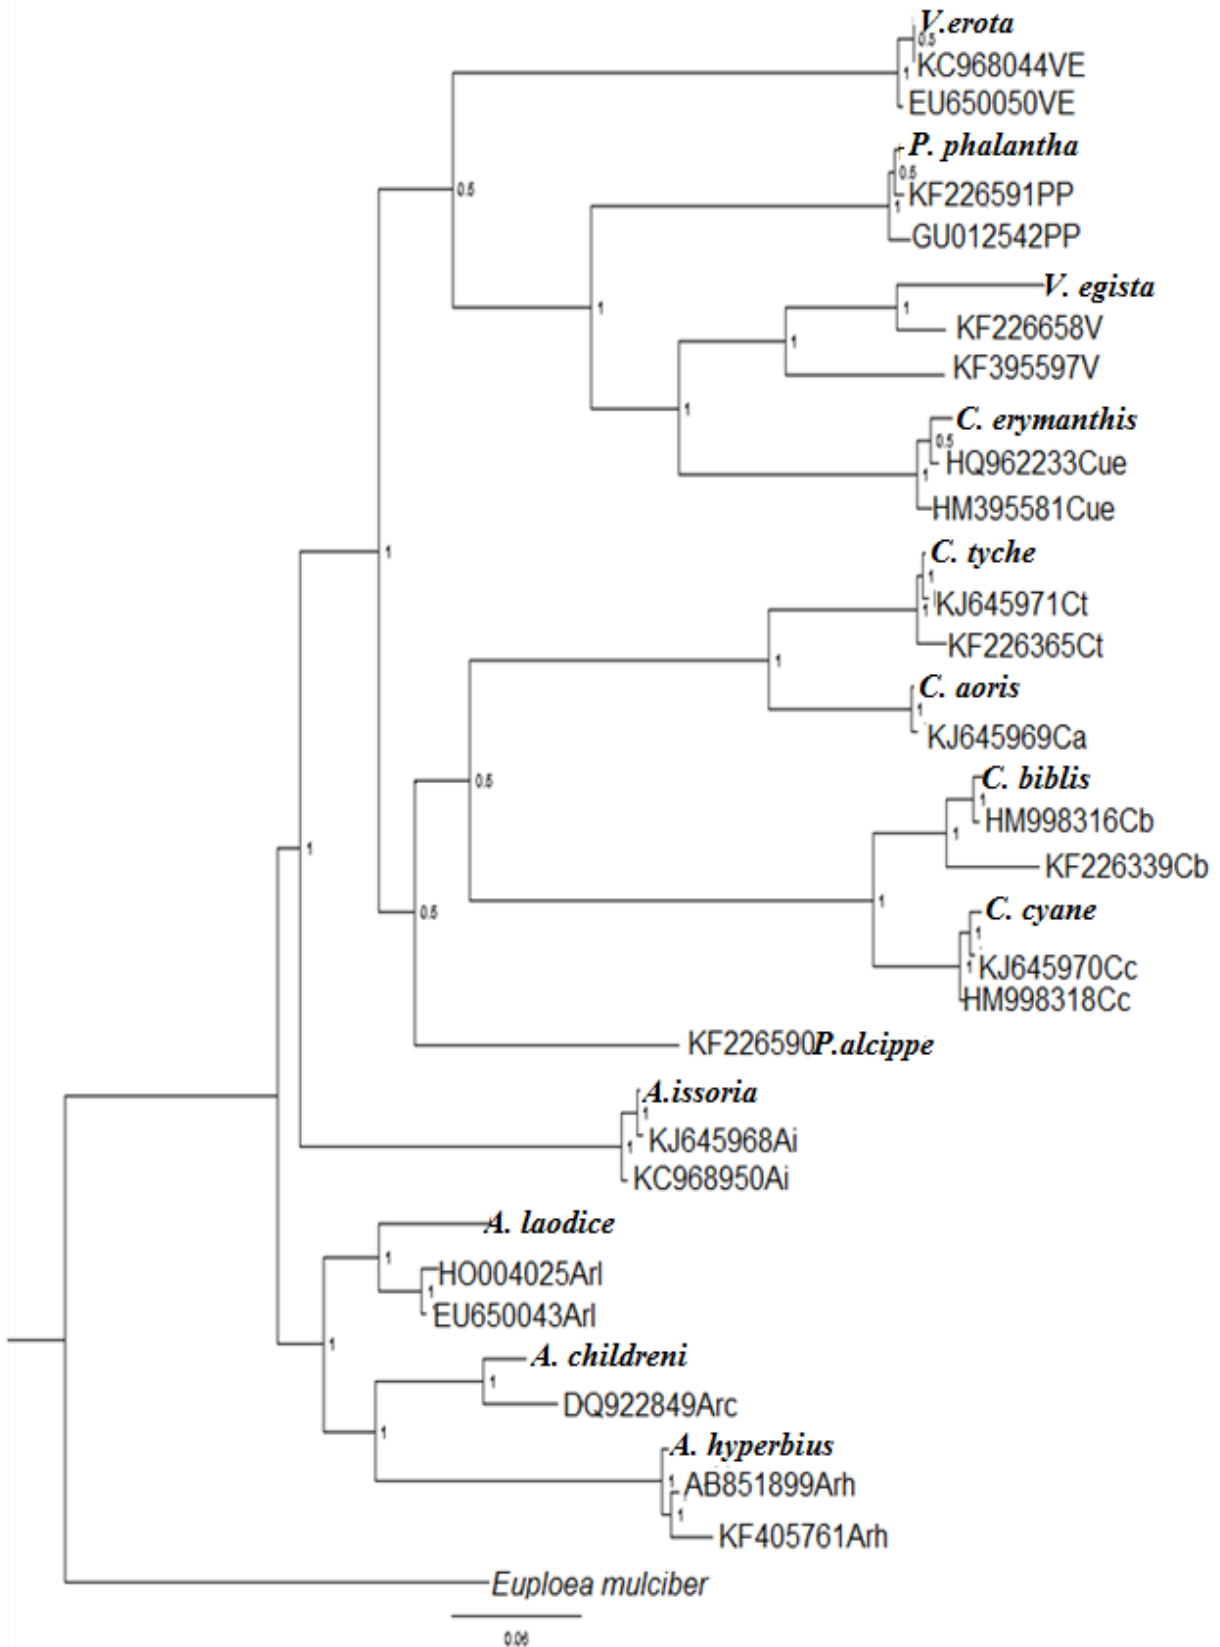 V.erota
0.5
KC968044VE
1
EU650050VE
P. phalantha
0.5
KF226591PP
1
0.5
GU012542PP
V. egista
1
1
KF226658V
1
KF395597V
1
C. erymanthis
0.5
HQ962233Cue
1
HM395581Cue
1
C. tyche
1
KJ645971Ct
1
KF226365Ct
1
C. aoris
1
KJ645969Ca
0.5
C. biblis
1
HM998316Cb
1
KF226339Cb
1
C. cyane
0.5
1
KJ645970Cc
1
HM998318Cc
KF226590P.alcippe
1
A.issoria
1
KJ645968Ai
1
KC968950Ai
A. laodice
1
HO004025Arl
1
EU650043Arl
1
A. childreni
1
DQ922849Arc
1
A. hyperbius
1
AB851899Arh
1
KF405761Arh
Euploea mulciber
0.06